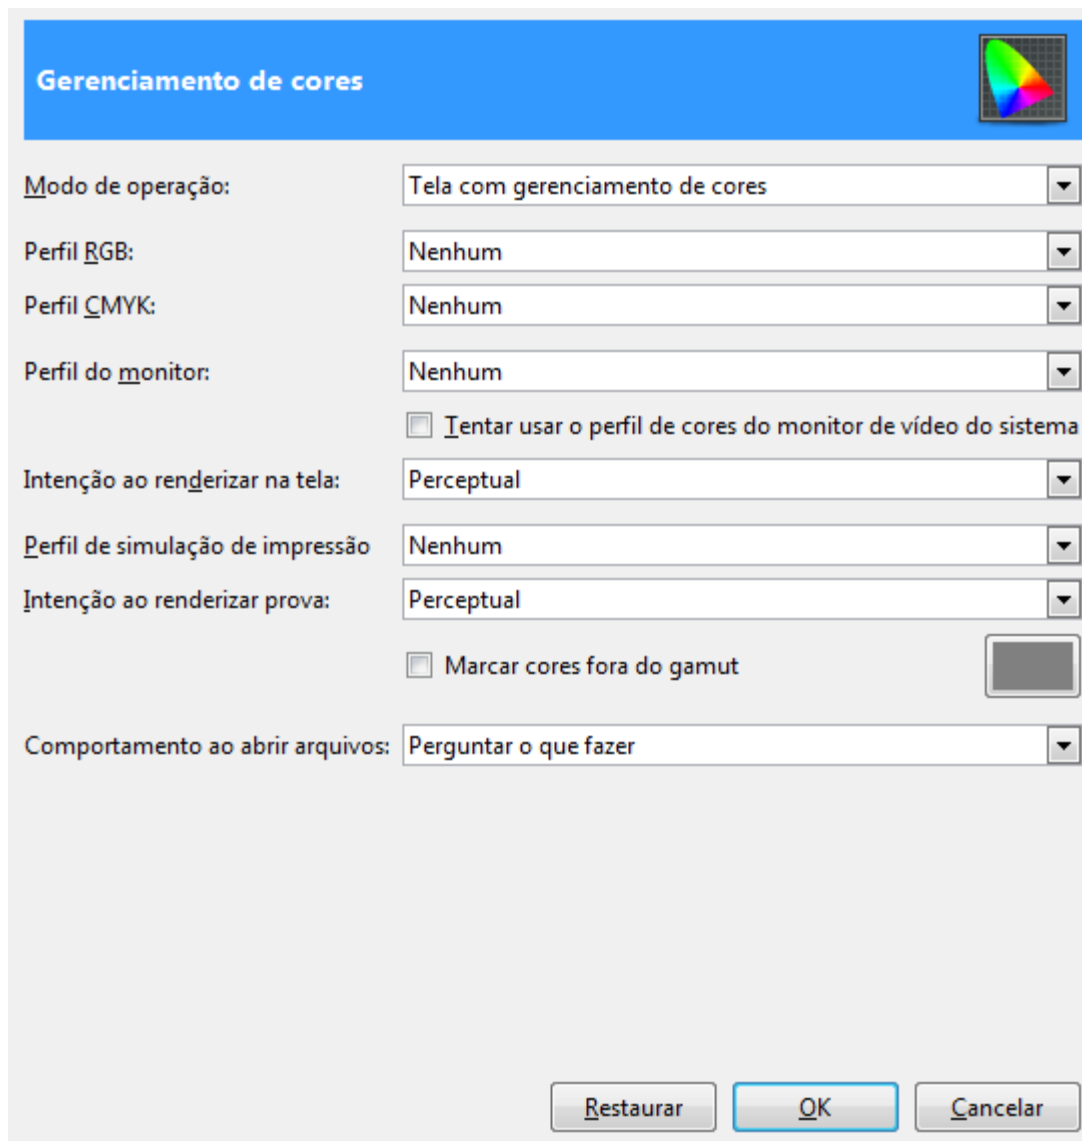 Gerenciamento de cores
Modo de operação: Tela com gerenciamento de cores
Perfil RGB: Nenhum
Perfil CMYK: Nenhum
Perfil do monitor: Nenhum
Tentar usar o perfil de cores do monitor de vídeo do sistema
Intenção ao renderizar na tela: Perceptual
Perfil de simulação de impressão Nenhum
Intenção ao renderizar prova: Perceptual
Marcar cores fora do gamut
Comportamento ao abrir arquivos: Perguntar o que fazer
Restaurar OK Cancelar